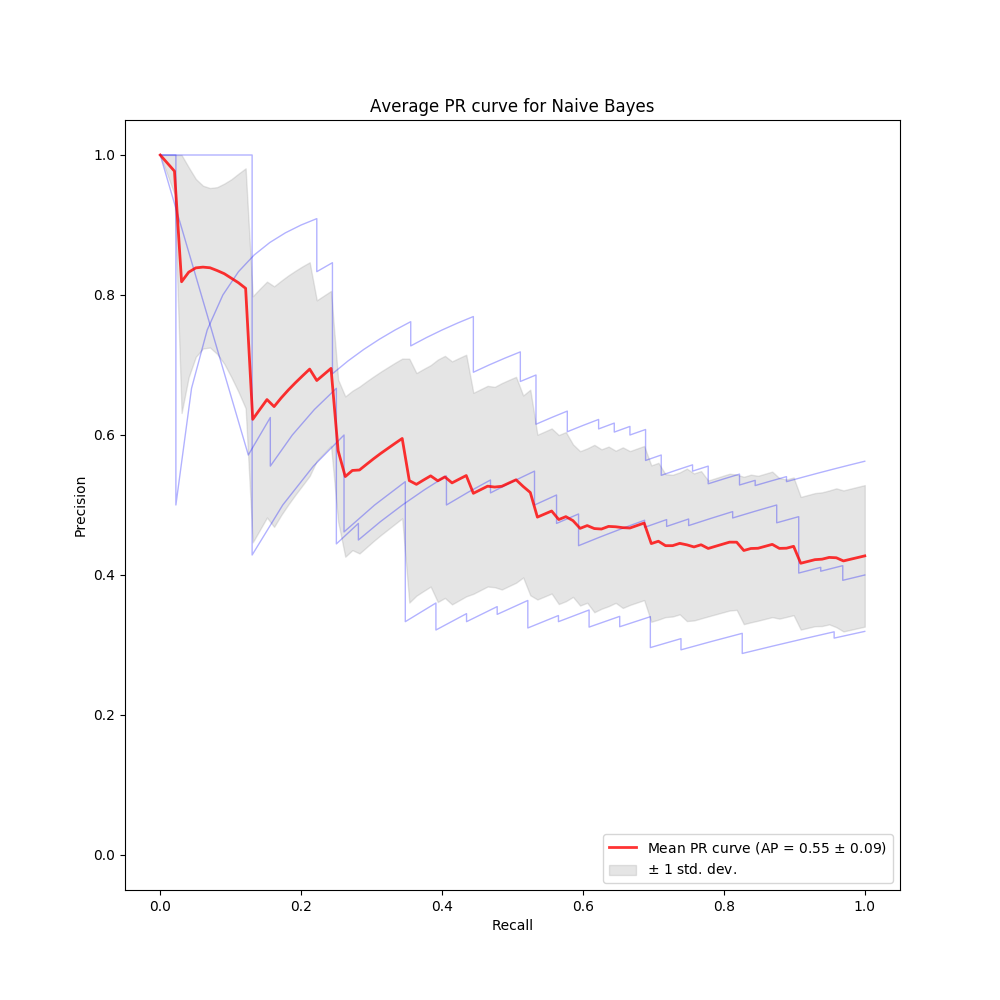 Average PR curve for Naive Bayes
1.0
0.8
0.6
0.4
0.2
0.0
Precision
0.0 0.2 0.4 0.6 0.8 1.0
Recall
Mean PR curve (AP = 0.55 ± 0.09)
± 1 std. dev.